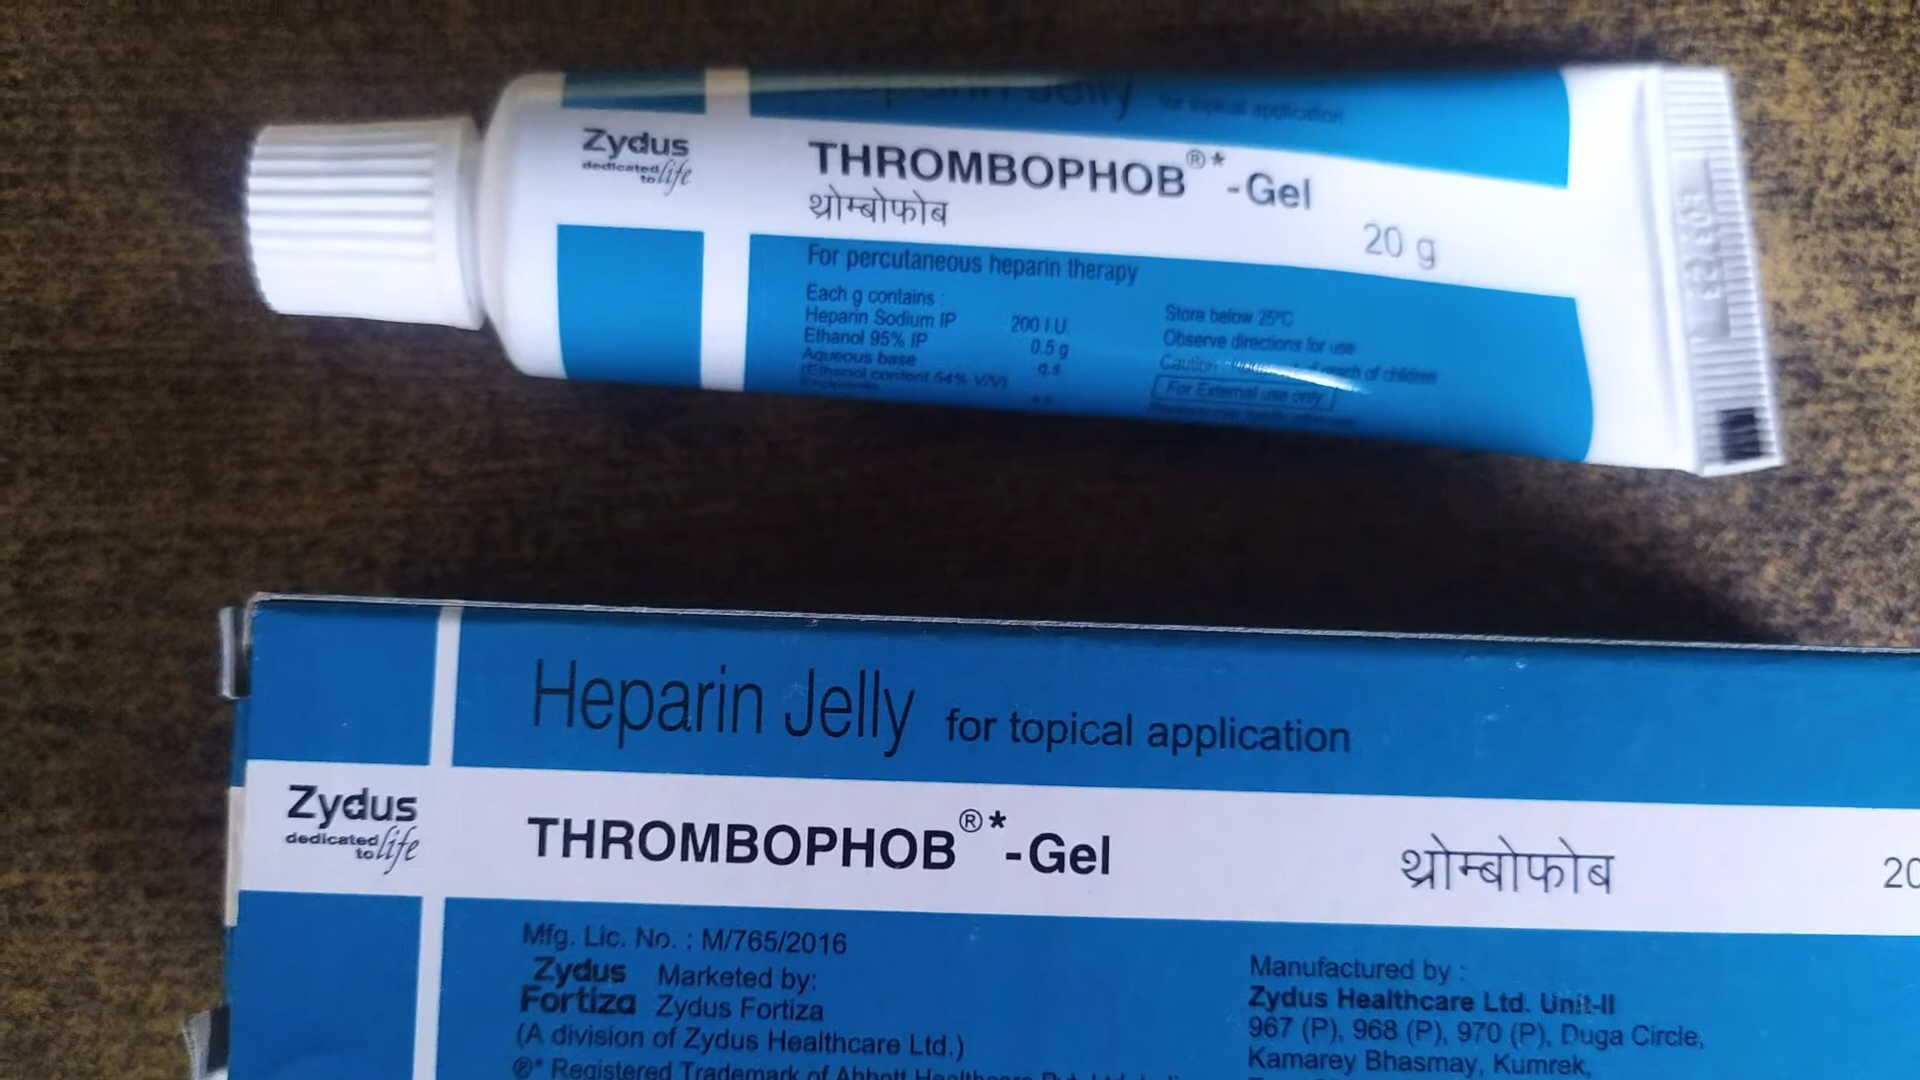 Heparin Jelly for topical application
Zydus
dedicated
to life
THROMBOPHOB®* -Gel
थ्रोम्बोफोब
20 g
For percutaneous heparin therapy
Each g contains :
Heparin Sodium IP 200 I.U.
Ethanol 95% IP 0.5 g
Aqueous base q.s
(Ethanol content 54% V/V)
Store below 25°C
Observe directions for use
reach of children
For External use only
Heparin Jelly for topical application
Zydus
dedicated
to life
THROMBOPHOB®* -Gel
थ्रोम्बोफोब
20
Mfg. Lic. No. : M/765/2016
Zydus Fortiza Marketed by:
Zydus Fortiza
(A division of Zydus Healthcare Ltd.)
®* Registered Trademark of Abbott Healthcare
Manufactured by :
Zydus Healthcare Ltd. Unit-II
967 (P), 968 (P), 970 (P), Duga Circle,
Kamarey Bhasmay, Kumrek,